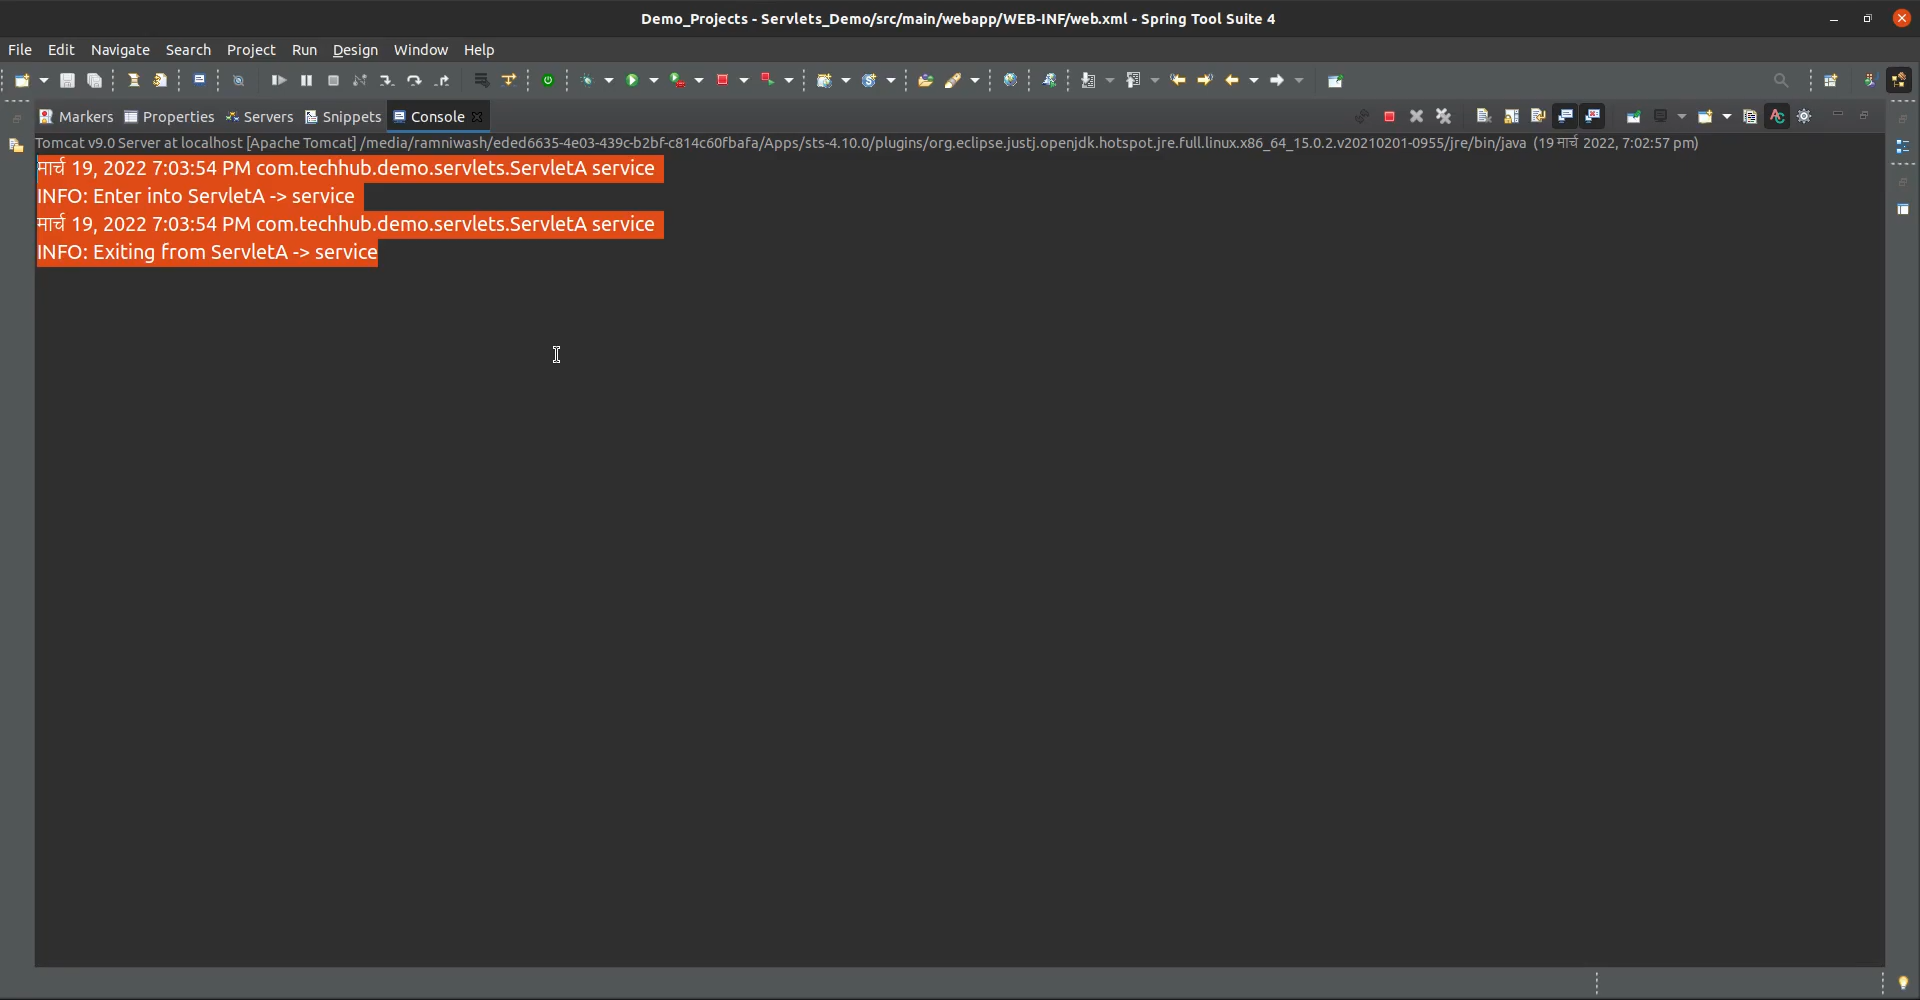 Demo_Projects - Servlets_Demo/src/main/webapp/WEB-INF/web.xml - Spring Tool Suite 4
File Edit Navigate Search Project Run Design Window Help
Markers Properties Servers Snippets Console
Tomcat v9.0 Server at localhost [Apache Tomcat] /media/ramniwash/eded6635-4e03-439c-b2bf-c814c60fbafa/Apps/sts-4.10.0/plugins/org.eclipse.justj.openjdk.hotspot.jre.full.linux.x86_64_15.0.2.v20210201-0955/jre/bin/java (19 मार्च 2022, 7:02:57 pm)
मार्च 19, 2022 7:03:54 PM com.techhub.demo.servlets.ServletA service
INFO: Enter into ServletA -> service
मार्च 19, 2022 7:03:54 PM com.techhub.demo.servlets.ServletA service
INFO: Exiting from ServletA -> service